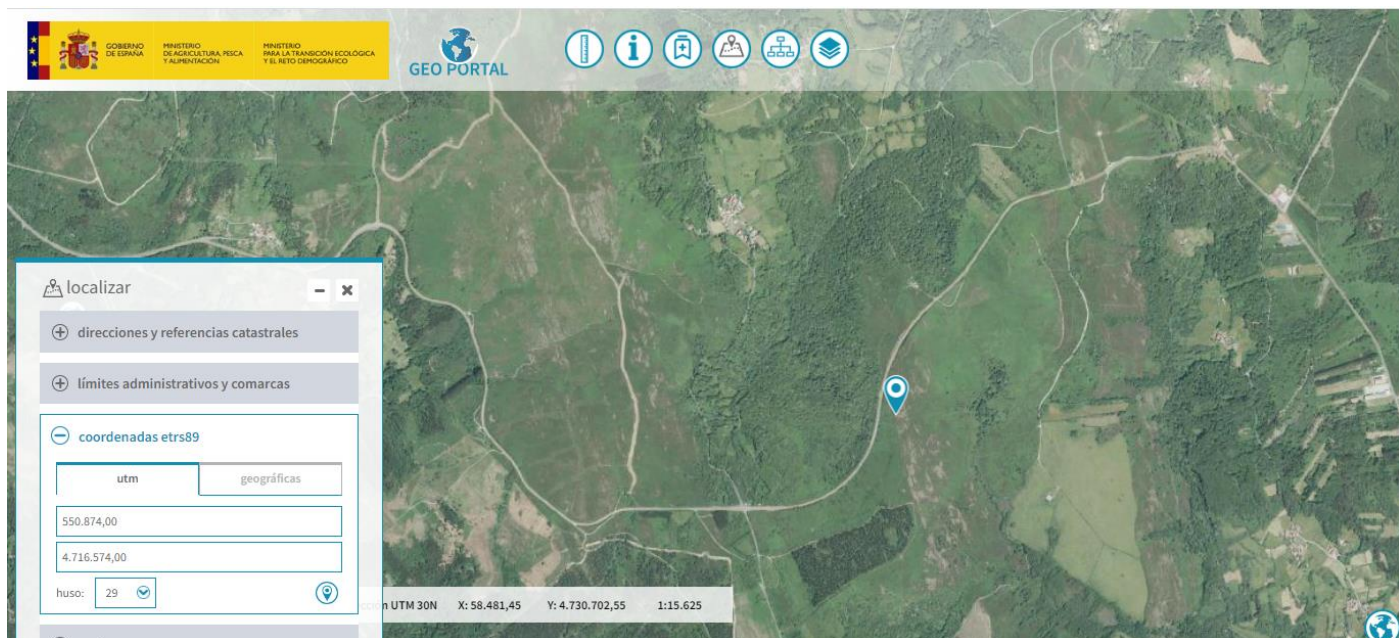 GOBIERNO
DE ESPAÑA
MINISTERIO
DE AGRICULTURA, PESCA
Y ALIMENTACIÓN
MINISTERIO
PARA LA TRANSICIÓN ECOLÓGICA
Y EL RETO DEMOGRÁFICO
GEO PORTAL
localizar
direcciones y referencias catastrales
límites administrativos y comarcas
coordenadas etrs89
utm
geográficas
550.874,00
4.716.574,00
huso: 29
UTM 30N X: 58.481,45 Y: 4.730.702,55 1:15.625